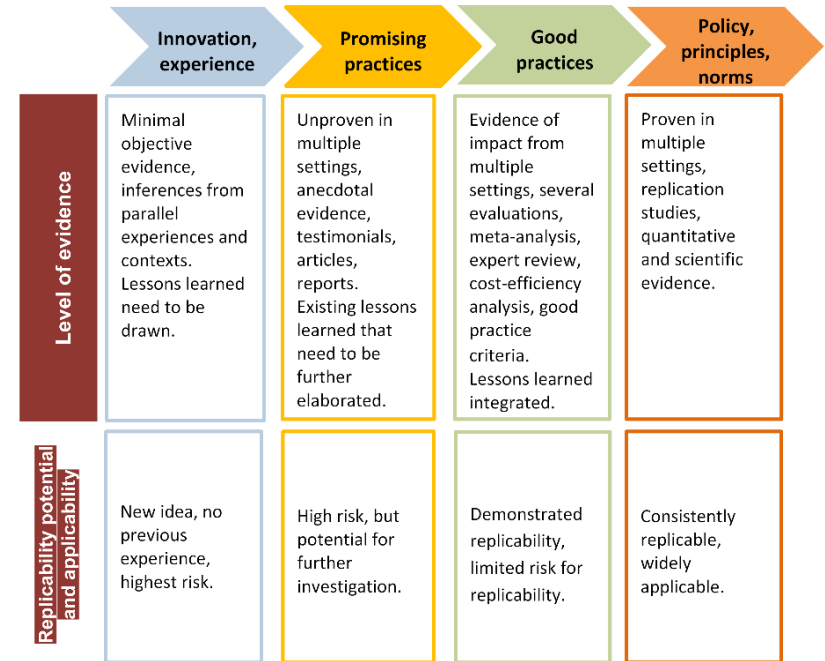 Innovation,
experience
Promising
practices
Good
practices
Policy,
principles,
norms
Level of evidence
Minimal
objective
evidence,
inferences from
parallel
experiences and
contexts.
Lessons learned
need to be
drawn.
Unproven in
multiple
settings,
anecdotal
evidence,
testimonials,
articles,
reports.
Existing lessons
learned that
need to be
further
elaborated.
Evidence of
impact from
multiple
settings, several
evaluations,
meta-analysis,
expert review,
cost-efficiency
analysis, good
practice
criteria.
Lessons learned
integrated.
Proven in
multiple
settings,
replication
studies,
quantitative
and scientific
evidence.
Replicability potential
and applicability
New idea, no
previous
experience,
highest risk.
High risk, but
potential for
further
investigation.
Demonstrated
replicability,
limited risk for
replicability.
Consistently
replicable,
widely
applicable.